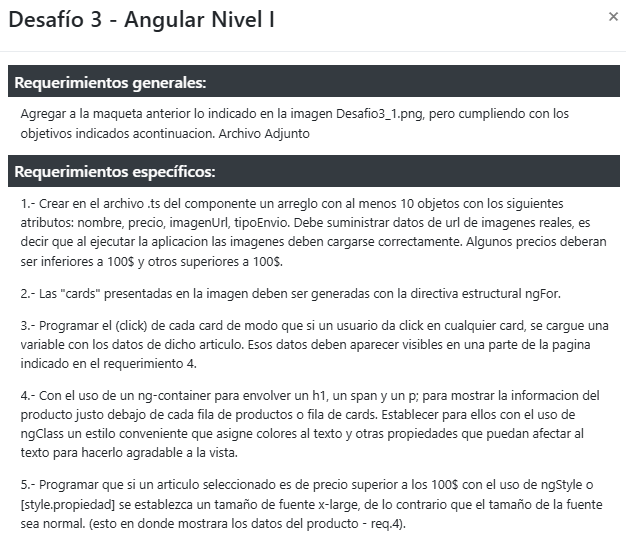 Desafío 3 - Angular Nivel I
×
Requerimientos generales:
Agregar a la maqueta anterior lo indicado en la imagen Desafio3_1.png, pero cumpliendo con los
objetivos indicados acontinuacion. Archivo Adjunto
Requerimientos específicos:
1.- Crear en el archivo .ts del componente un arreglo con al menos 10 objetos con los siguientes
atributos: nombre, precio, imagenUrl, tipoEnvio. Debe suministrar datos de url de imagenes reales, es
decir que al ejecutar la aplicacion las imagenes deben cargarse correctamente. Algunos precios deberan
ser inferiores a 100$ y otros superiores a 100$.
2.- Las "cards" presentadas en la imagen deben ser generadas con la directiva estructural ngFor.
3.- Programar el (click) de cada card de modo que si un usuario da click en cualquier card, se cargue una
variable con los datos de dicho articulo. Esos datos deben aparecer visibles en una parte de la pagina
indicado en el requerimiento 4.
4.- Con el uso de un ng-container para envolver un h1, un span y un p; para mostrar la informacion del
producto justo debajo de cada fila de productos o fila de cards. Establecer para ellos con el uso de
ngClass un estilo conveniente que asigne colores al texto y otras propiedades que puedan afectar al
texto para hacerlo agradable a la vista.
5.- Programar que si un articulo seleccionado es de precio superior a los 100$ con el uso de ngStyle o
[style.propiedad] se establezca un tamaño de fuente x-large, de lo contrario que el tamaño de la fuente
sea normal. (esto en donde mostrara los datos del producto - req.4).